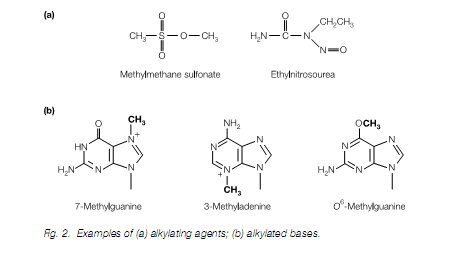 (a)
O
CH3-S-O-CH3
O
Methylmethane sulfonate
O
H2N-C-N
CH2CH3
N=O
Ethylnitrosourea
(b)
O
CH3
HN
N+
H2N
N
N
7-Methylguanine
NH2
N
N
N+
N
CH3
3-Methyladenine
OCH3
N
N
H2N
N
N
O6-Methylguanine
Fig. 2. Examples of (a) alkylating agents; (b) alkylated bases.